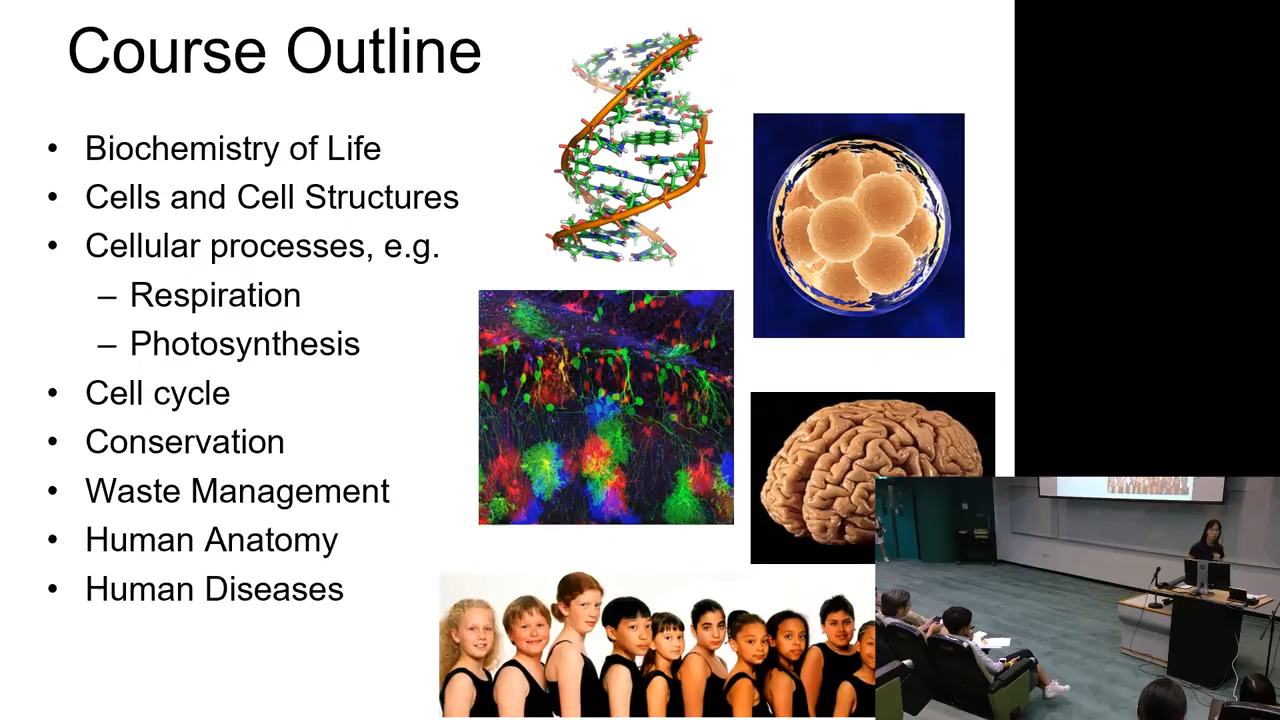 Course Outline
• Biochemistry of Life
• Cells and Cell Structures
• Cellular processes, e.g.
– Respiration
– Photosynthesis
• Cell cycle
• Conservation
• Waste Management
• Human Anatomy
• Human Diseases